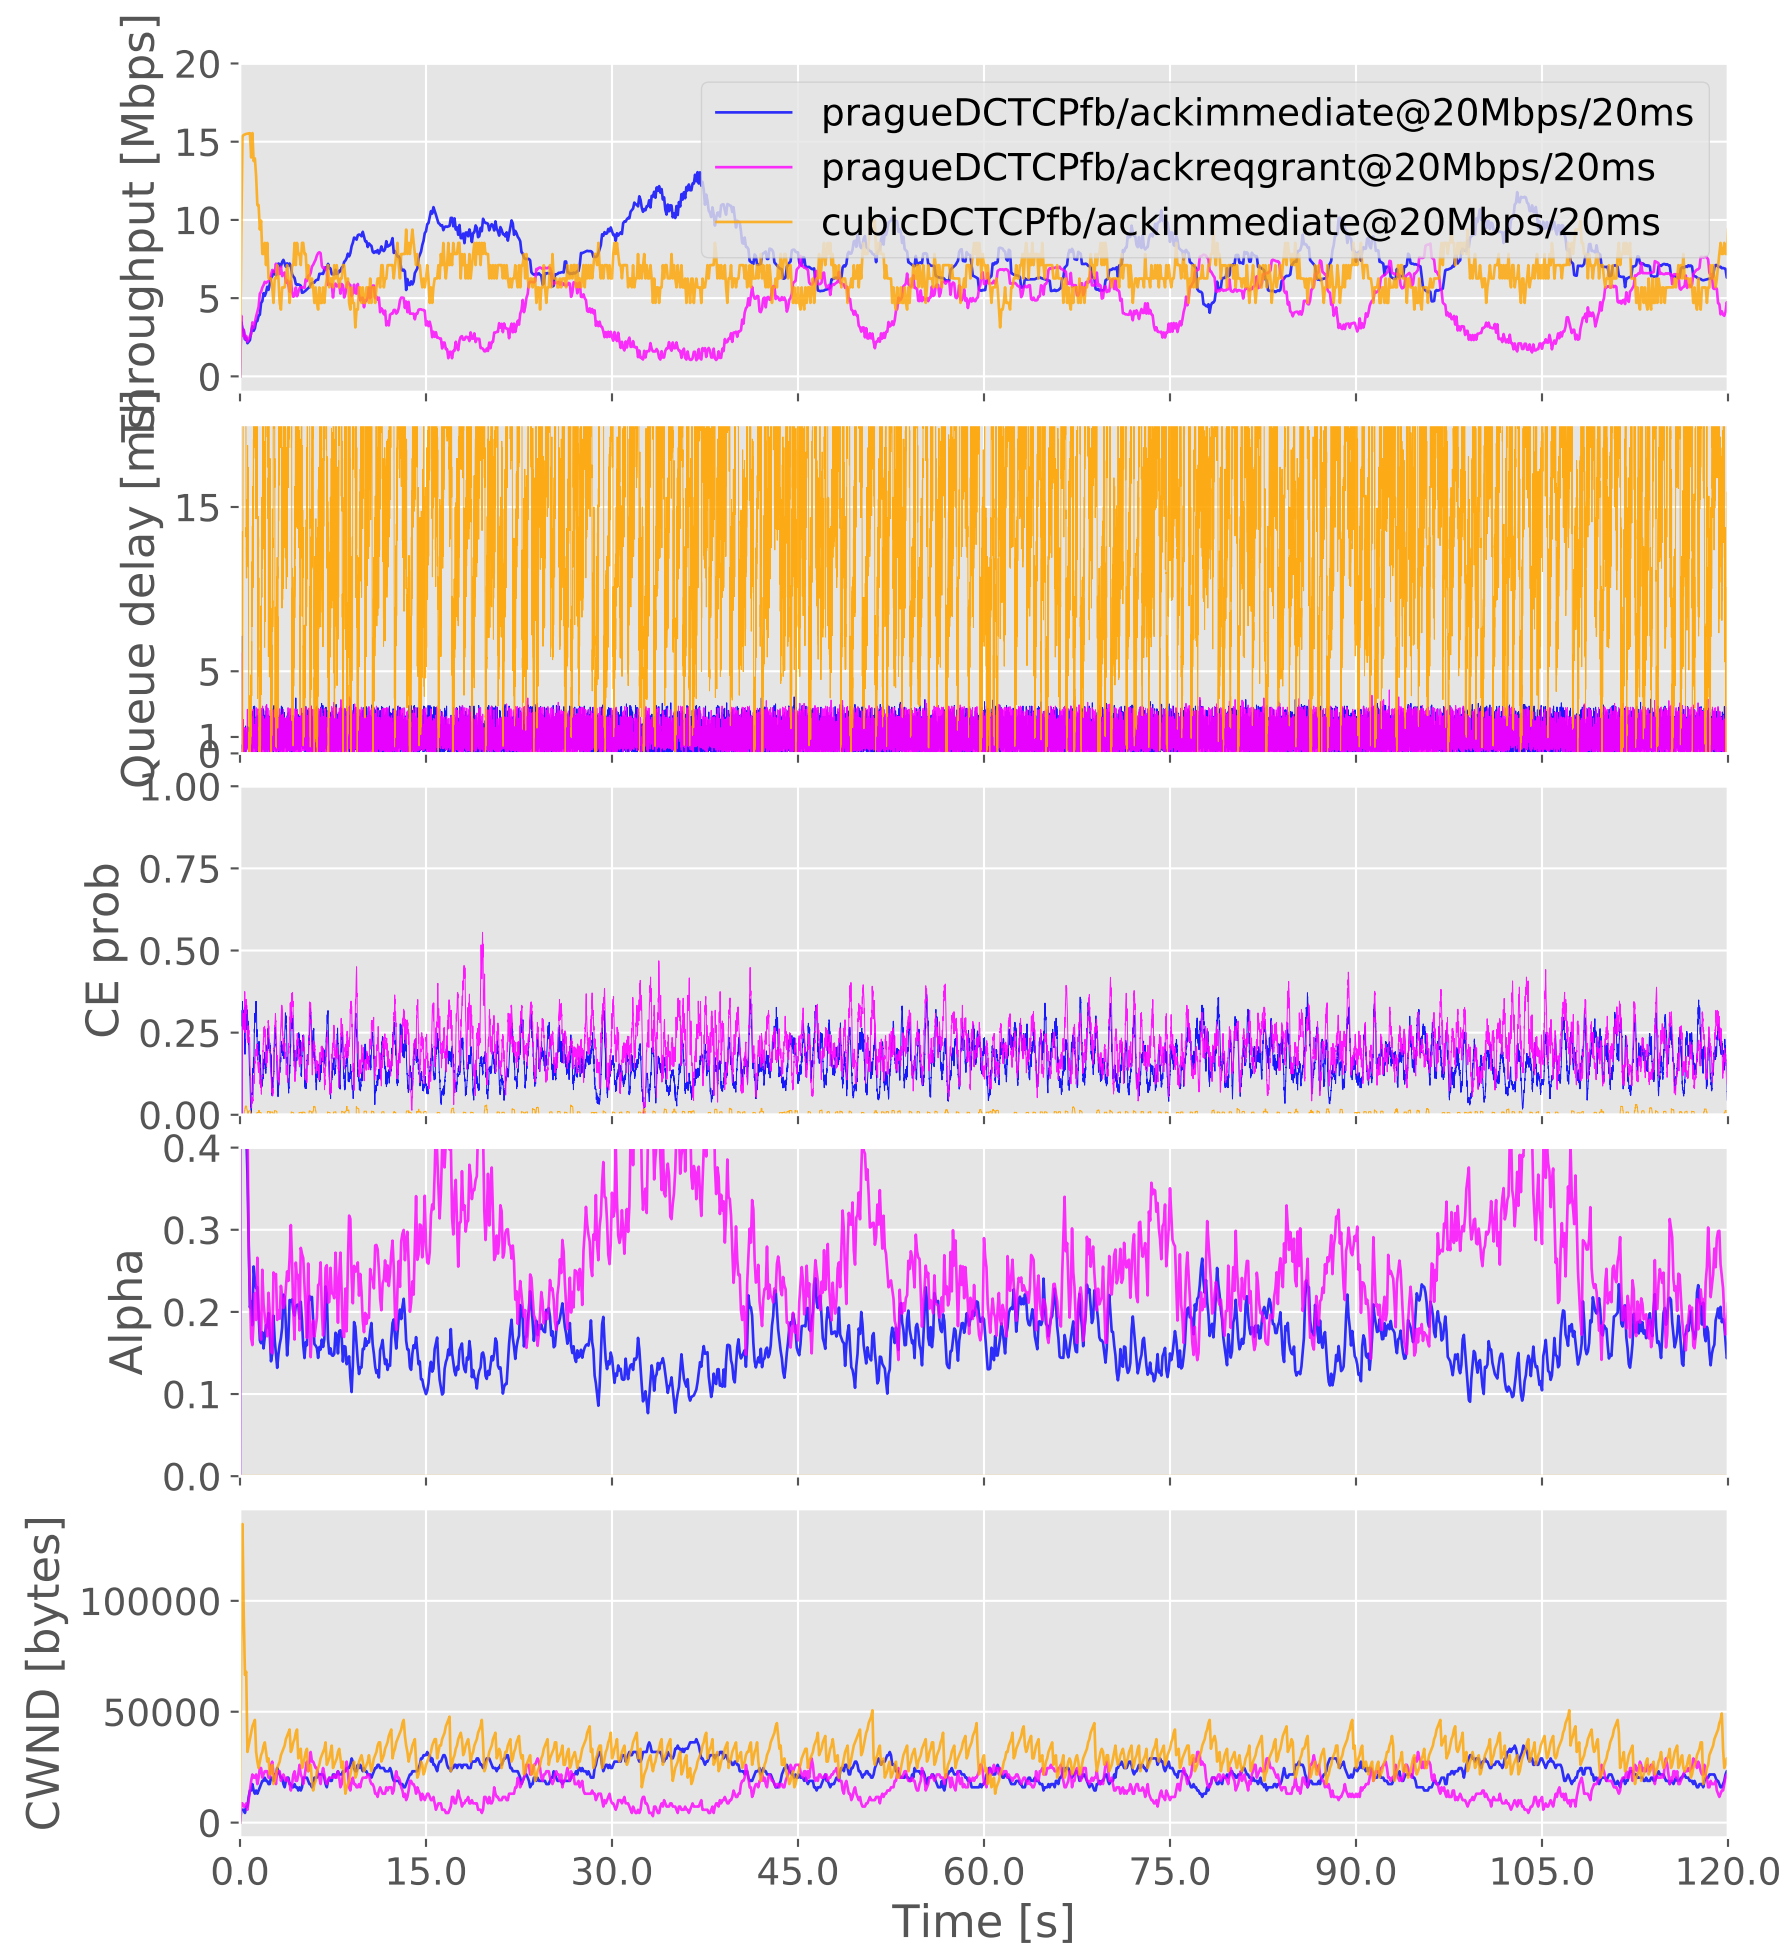 Throughput [Mbps]
20
15
10
5
0
pragueDCTCPfb/ackimmediate@20Mbps/20ms
pragueDCTCPfb/ackreqgrant@20Mbps/20ms
cubicDCTCPfb/ackimmediate@20Mbps/20ms
Queue delay [ms]
15
5
1
0
CE prob
1.00
0.75
0.50
0.25
0.00
Alpha
0.4
0.3
0.2
0.1
0.0
CWND [bytes]
100000
50000
0
0.0 15.0 30.0 45.0 60.0 75.0 90.0 105.0 120.0
Time [s]